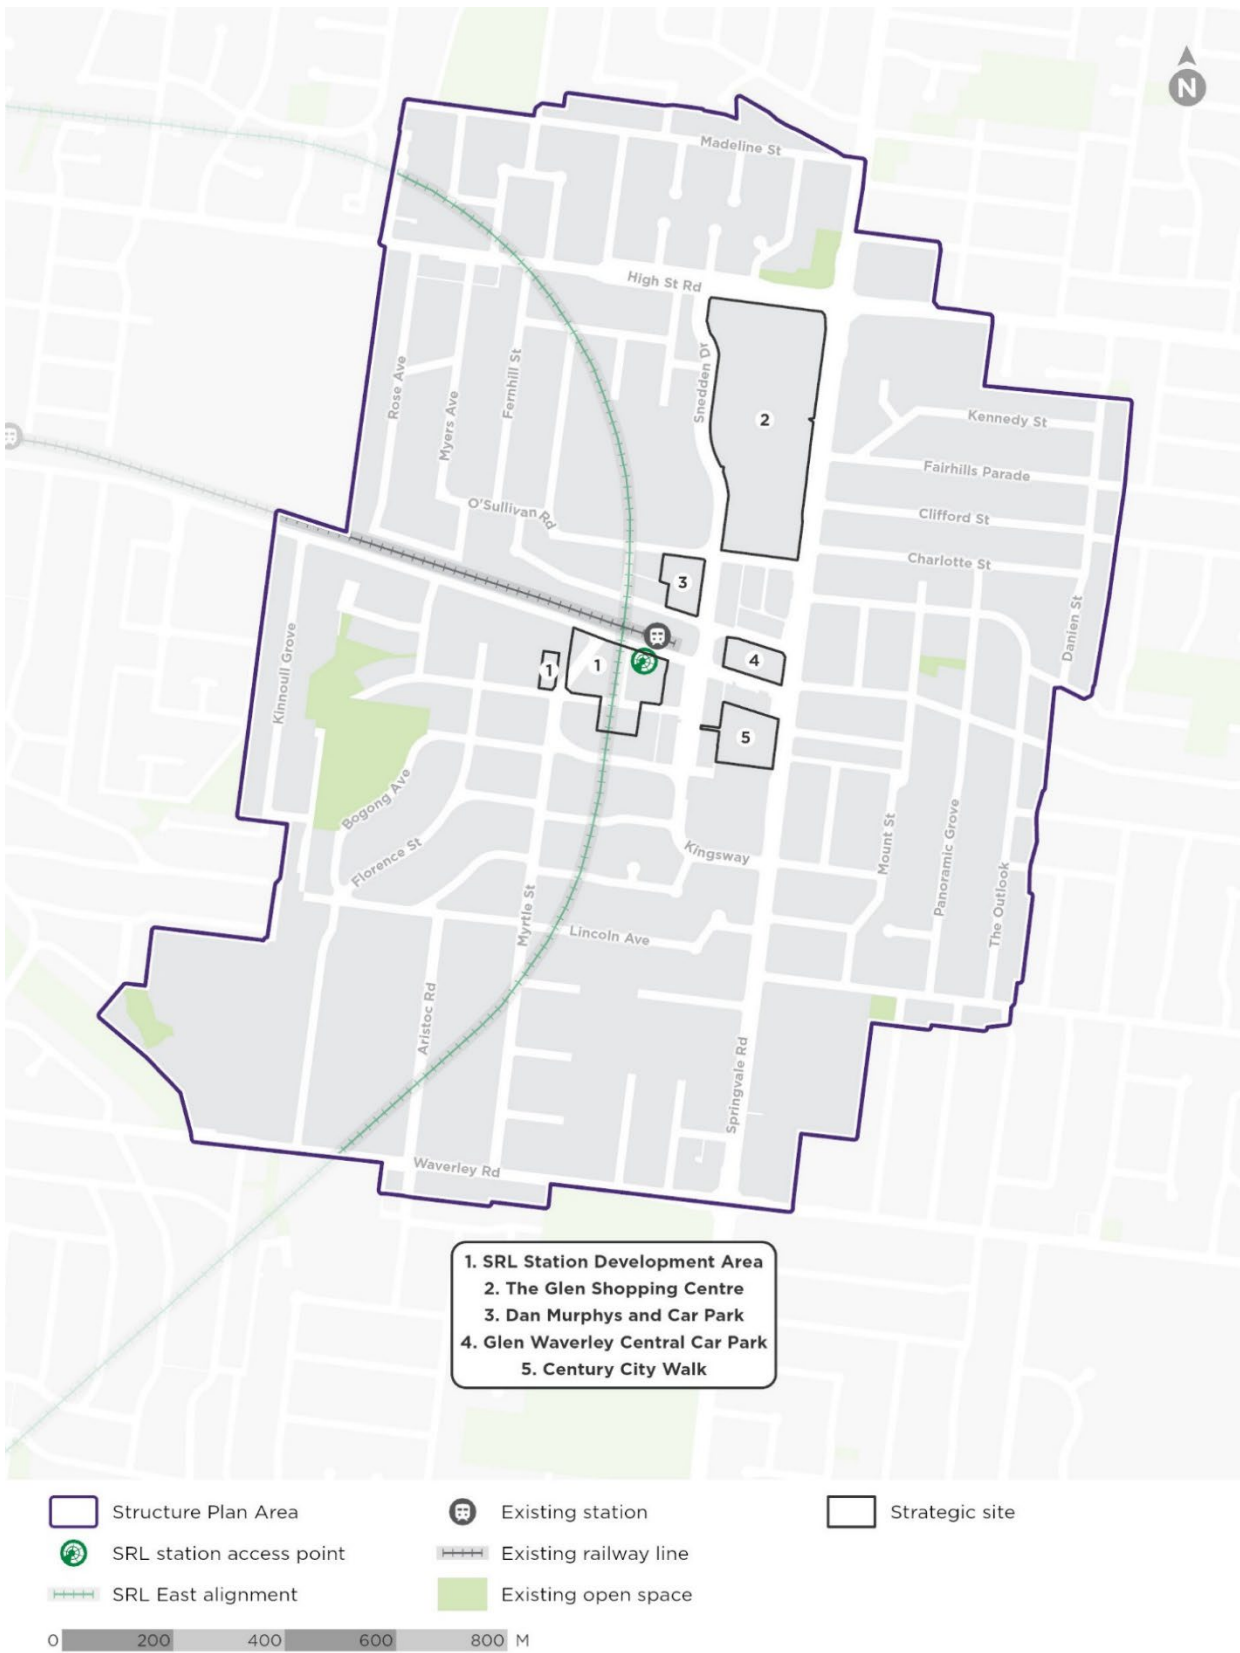 N
Madeline St
High St Rd
Snedden Dr
Rose Ave
Fernhill St
Myers Ave
2
Kennedy St
Fairhills Parade
O'Sullivan Rd
Clifford St
Charlotte St
3
Danien St
Kinnoull Grove
1
1
4
5
Bogong Ave
Florence St
Kingsway
Mount St
Panoramic Grove
The Outlook
Myrtle St
Lincoln Ave
Aristoc Rd
Springvale Rd
Waverley Rd
1. SRL Station Development Area
2. The Glen Shopping Centre
3. Dan Murphys and Car Park
4. Glen Waverley Central Car Park
5. Century City Walk
Structure Plan Area
Existing station
Strategic site
SRL station access point
Existing railway line
SRL East alignment
Existing open space
0 200 400 600 800 M